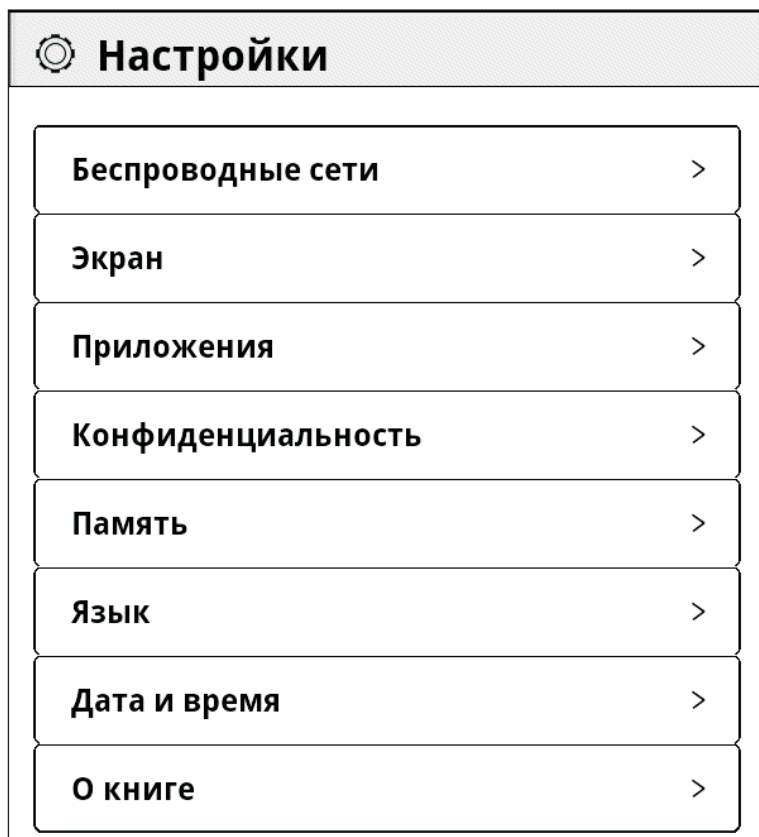 Настройки
Беспроводные сети
Экран
Приложения
Конфиденциальность
Память
Язык
Дата и время
О книге